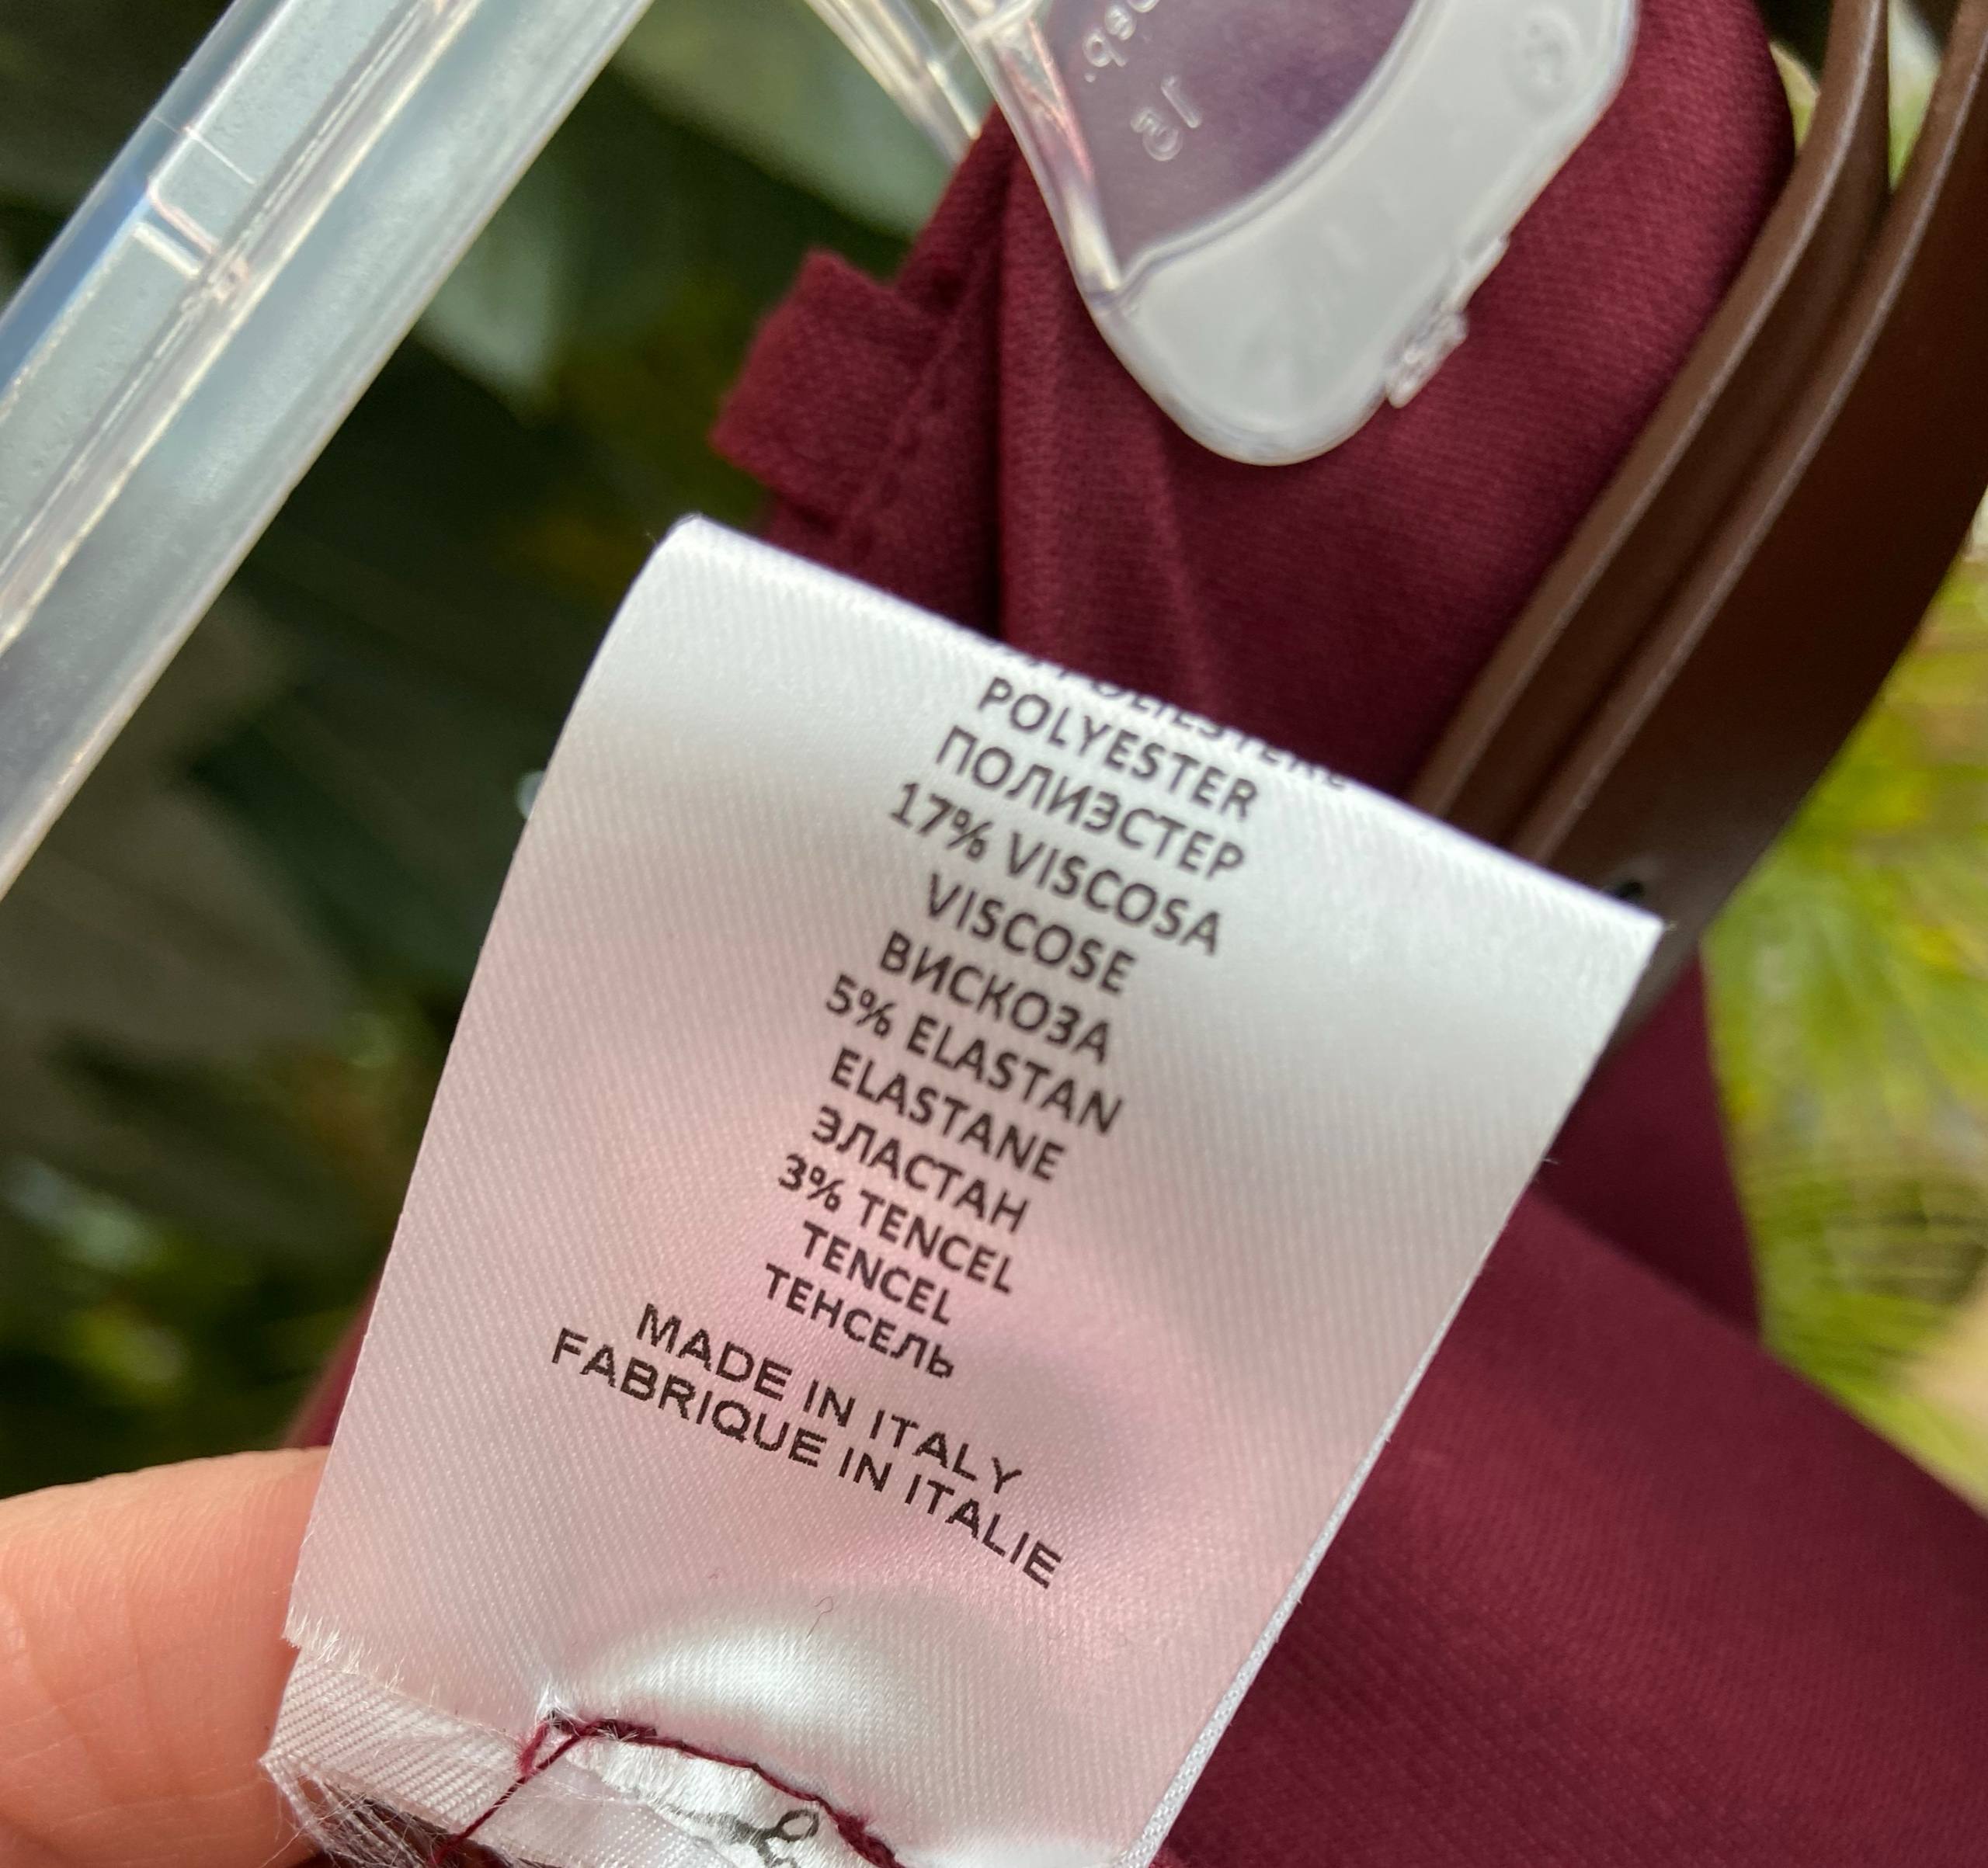 POLYESTER
ПОЛИЭСТЕР
17% VISCOSA
VISCOSE
ВИСКОЗА
5% ELASTAN
ELASTANE
ЭЛАСТАН
3% TENCEL
TENCEL
ТЕНСЕЛЬ
MADE IN ITALY
FABRIQUE IN ITALIE